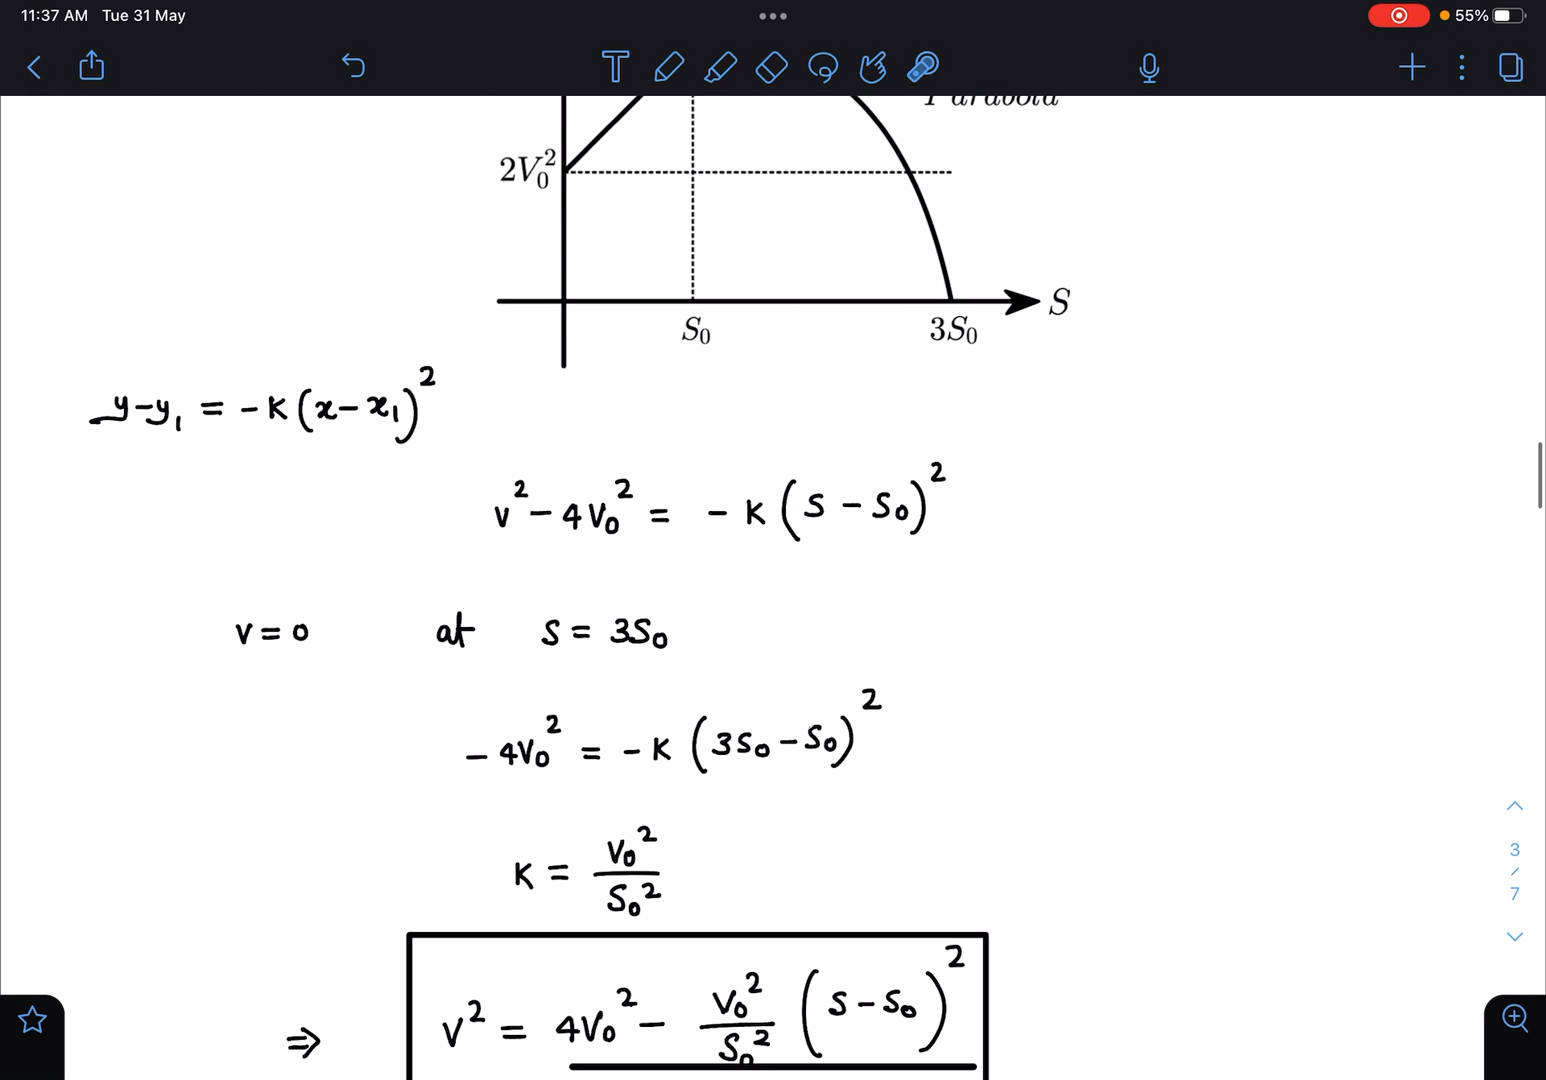 11:37 AM Tue 31 May
55%
T
Parabola
2V₀²
S
S₀ 3S₀
y-y₁ = -k(x-x₁)²
v² - 4v₀² = -k(s-s₀)²
v=0 at s = 3s₀
-4v₀² = -k(3s₀-s₀)²
k = v₀²/s₀²
⇒ v² = 4v₀² - v₀²/s₀² (s-s₀)²
3
/
7